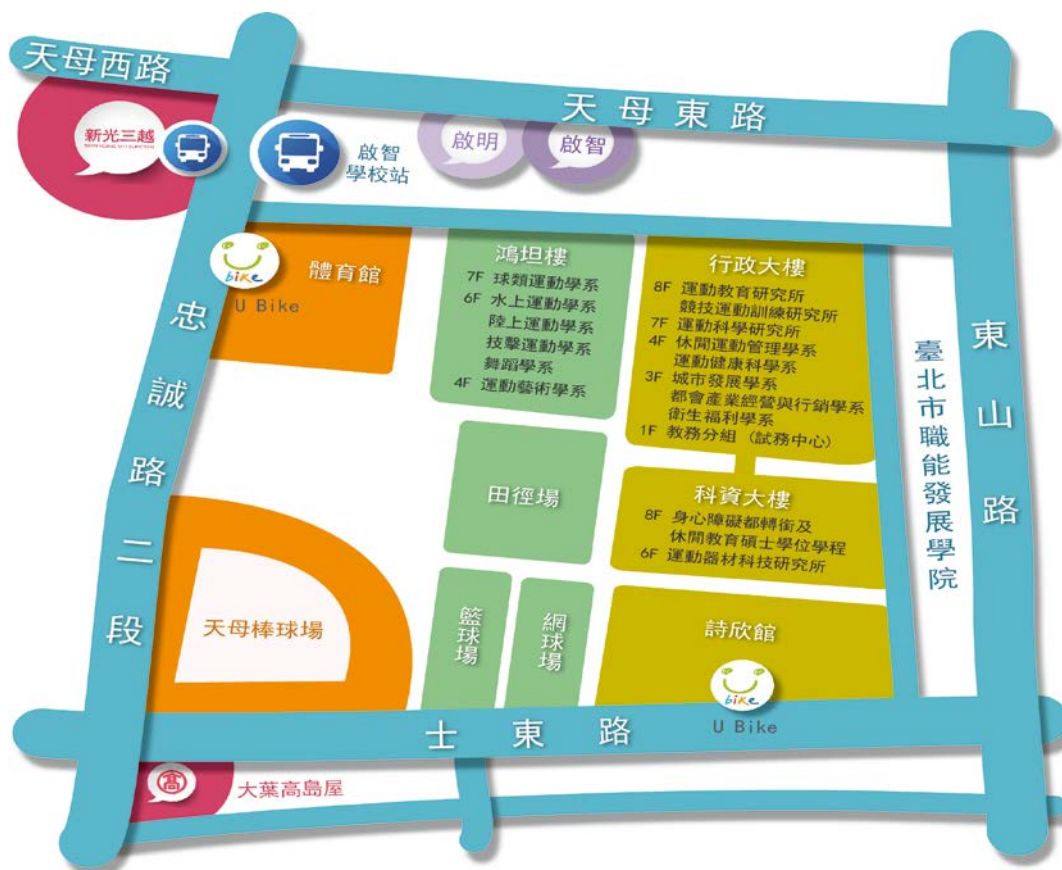 天母西路
天母東路
新光三越
啟智
學校站
啟明
啟智
bike
U Bike
體育館
鴻坦樓
7F 球類運動學系
6F 水上運動學系
陸上運動學系
技擊運動學系
舞蹈學系
4F 運動藝術學系
行政大樓
8F 運動教育研究所
競技運動訓練研究所
7F 運動科學研究所
4F 休閒運動管理學系
運動健康科學系
3F 城市發展學系
都會產業經營與行銷學系
衛生福利學系
1F 教務分組 (試務中心)
忠誠路二段
臺北市職能發展學院
東山路
田徑場
科資大樓
8F 身心障礙都轉銜及
休閒教育碩士學位學程
6F 運動器材科技研究所
天母棒球場
籃球場
網球場
詩欣館
bike
U Bike
士東路
高
大葉高島屋